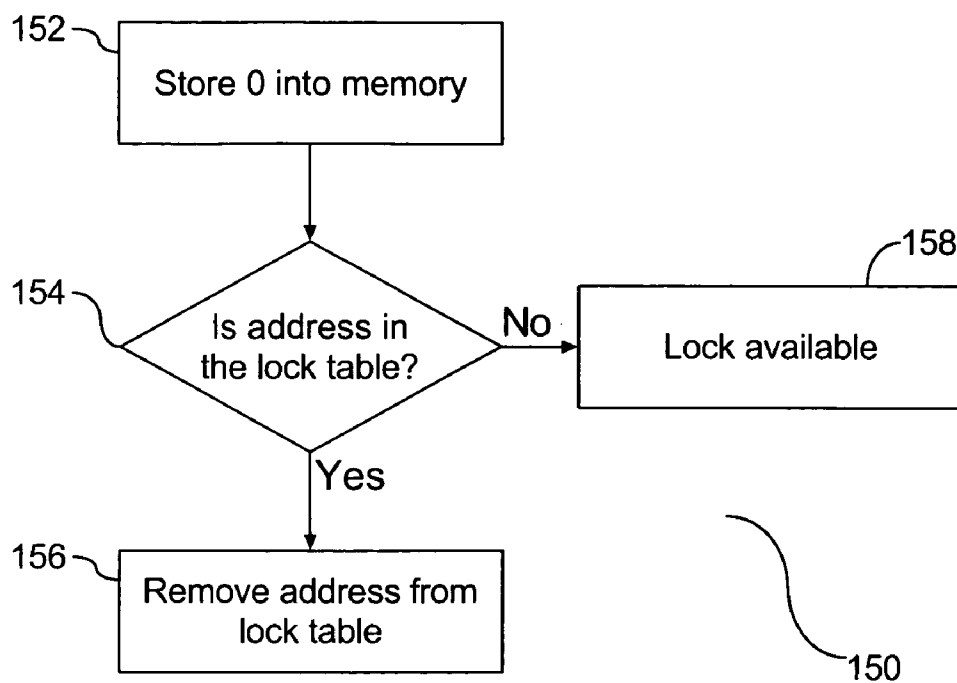 152
Store 0 into memory
158
154
Is address in
the lock table?
No
Lock available
Yes
156
Remove address from
lock table
150